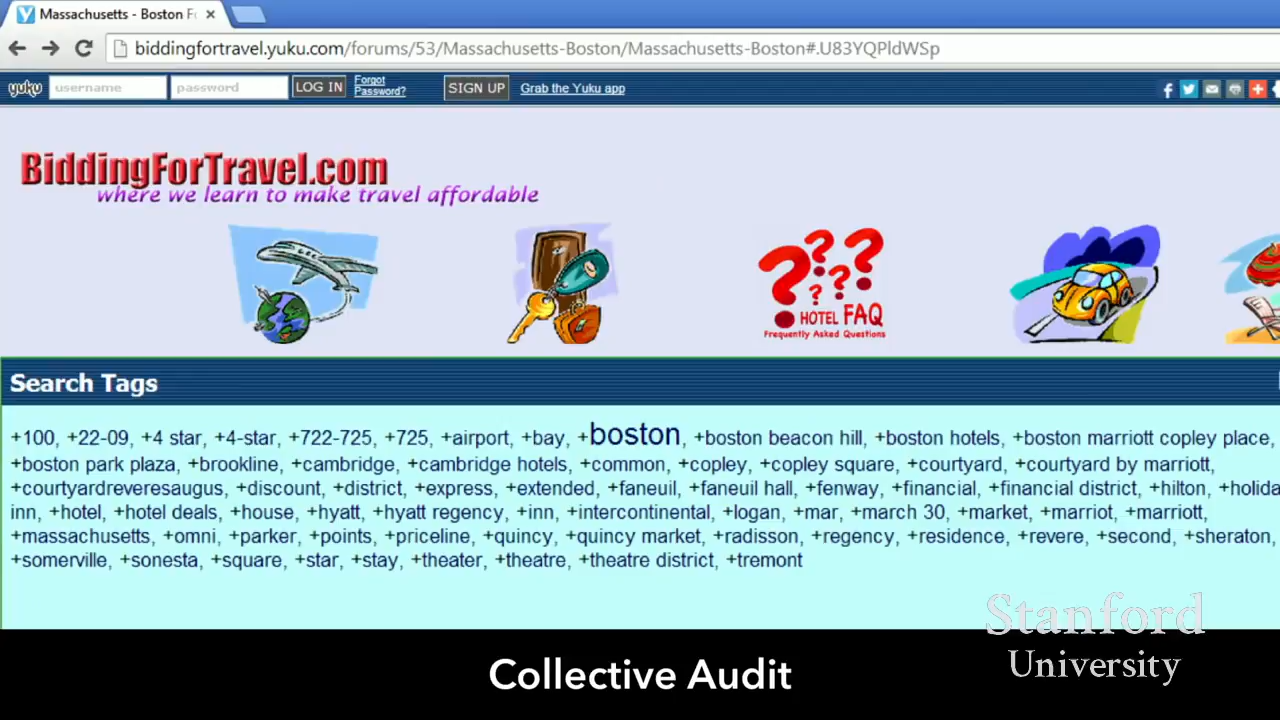 Massachusetts - Boston Fo
biddingfortravel.yuku.com/forums/53/Massachusetts-Boston/Massachusetts-Boston#.U83YQPldWSp
yuku username password LOG IN Forgot Password? SIGN UP Grab the Yuku app
BiddingForTravel.com
where we learn to make travel affordable
HOTEL FAQ
Frequently Asked Questions
Search Tags
+100, +22-09, +4 star, +4-star, +722-725, +725, +airport, +bay, +boston, +boston beacon hill, +boston hotels, +boston marriott copley place,
+boston park plaza, +brookline, +cambridge, +cambridge hotels, +common, +copley, +copley square, +courtyard, +courtyard by marriott,
+courtyardreveresaugus, +discount, +district, +express, +extended, +faneuil, +faneuil hall, +fenway, +financial, +financial district, +hilton, +holida
inn, +hotel, +hotel deals, +house, +hyatt, +hyatt regency, +inn, +intercontinental, +logan, +mar, +march 30, +market, +marriot, +marriott,
+massachusetts, +omni, +parker, +points, +priceline, +quincy, +quincy market, +radisson, +regency, +residence, +revere, +second, +sheraton,
+somerville, +sonesta, +square, +star, +stay, +theater, +theatre, +theatre district, +tremont
Stanford
University
Collective Audit